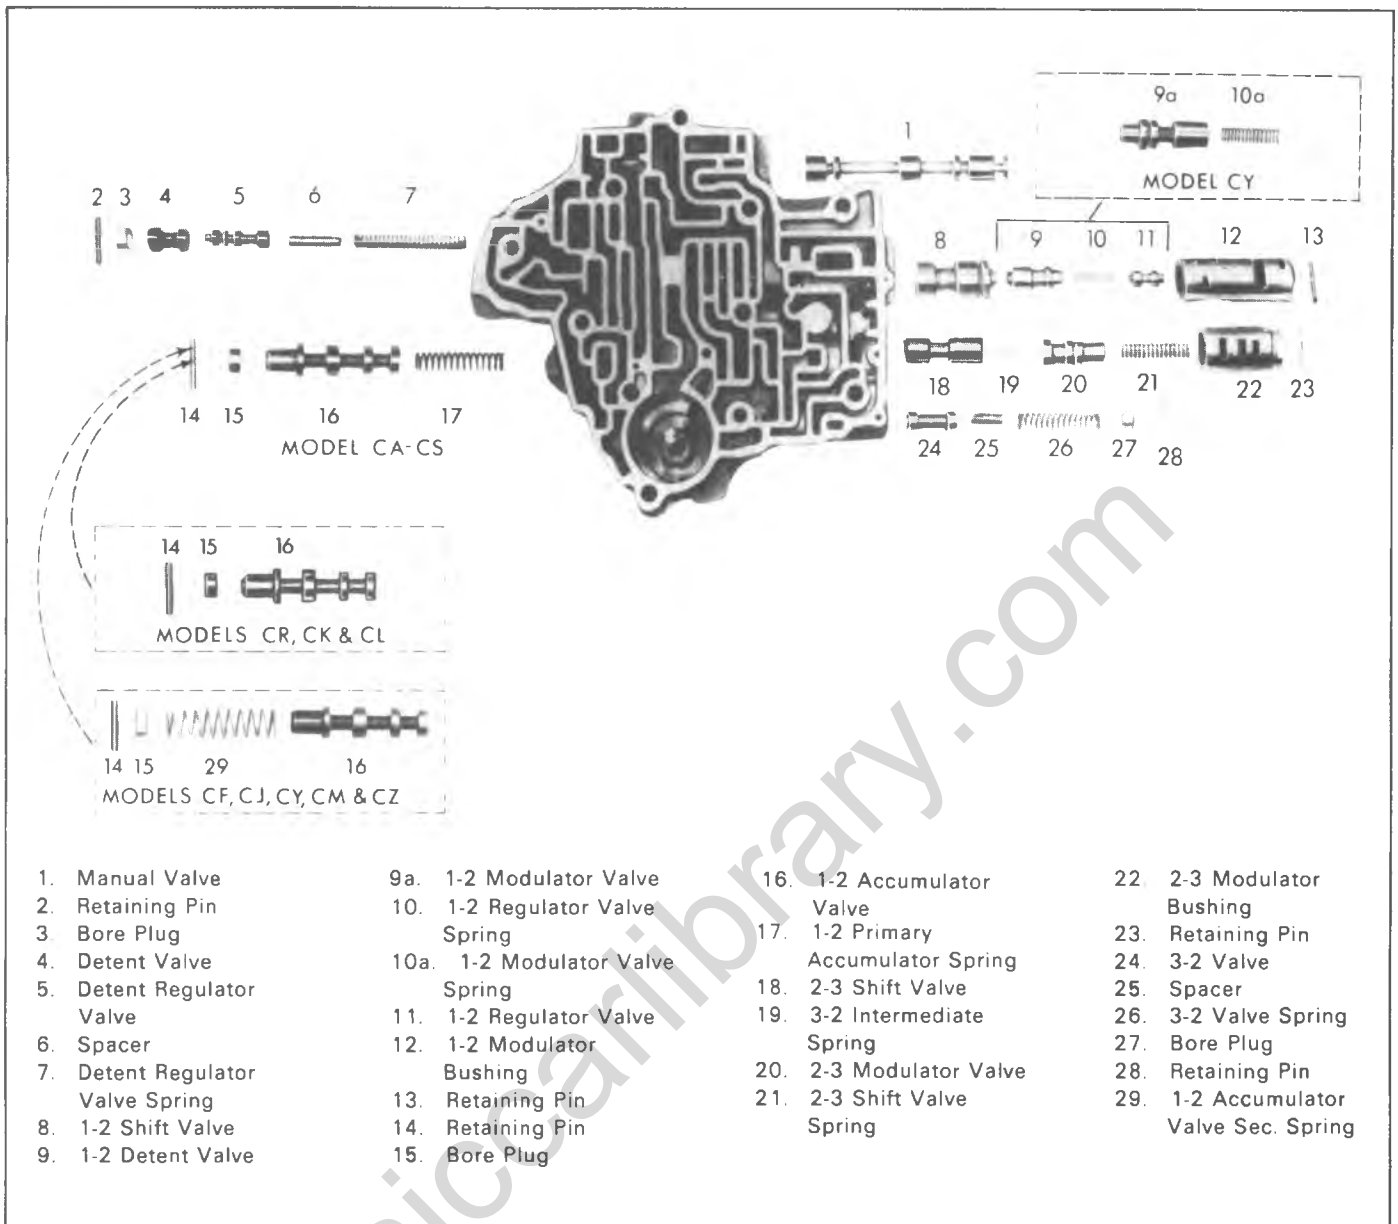 9a 10a
MODEL CY
1
2 3 4 5 6 7
8 9 10 11 12 13
14 15 16 17
MODEL CA-CS
18 19 20 21 22 23
24 25 26 27 28
14 15 16
MODELS CR, CK & CL
14 15 29 16
MODELS CF, CJ, CY, CM & CZ
1. Manual Valve
2. Retaining Pin
3. Bore Plug
4. Detent Valve
5. Detent Regulator
Valve
6. Spacer
7. Detent Regulator
Valve Spring
8. 1-2 Shift Valve
9. 1-2 Detent Valve
9a. 1-2 Modulator Valve
10. 1-2 Regulator Valve
Spring
10a. 1-2 Modulator Valve
Spring
11. 1-2 Regulator Valve
12. 1-2 Modulator
Bushing
13. Retaining Pin
14. Retaining Pin
15. Bore Plug
16. 1-2 Accumulator
Valve
17. 1-2 Primary
Accumulator Spring
18. 2-3 Shift Valve
19. 3-2 Intermediate
Spring
20. 2-3 Modulator Valve
21. 2-3 Shift Valve
Spring
22. 2-3 Modulator
Bushing
23. Retaining Pin
24. 3-2 Valve
25. Spacer
26. 3-2 Valve Spring
27. Bore Plug
28. Retaining Pin
29. 1-2 Accumulator
Valve Sec. Spring
iccarlibrary.com